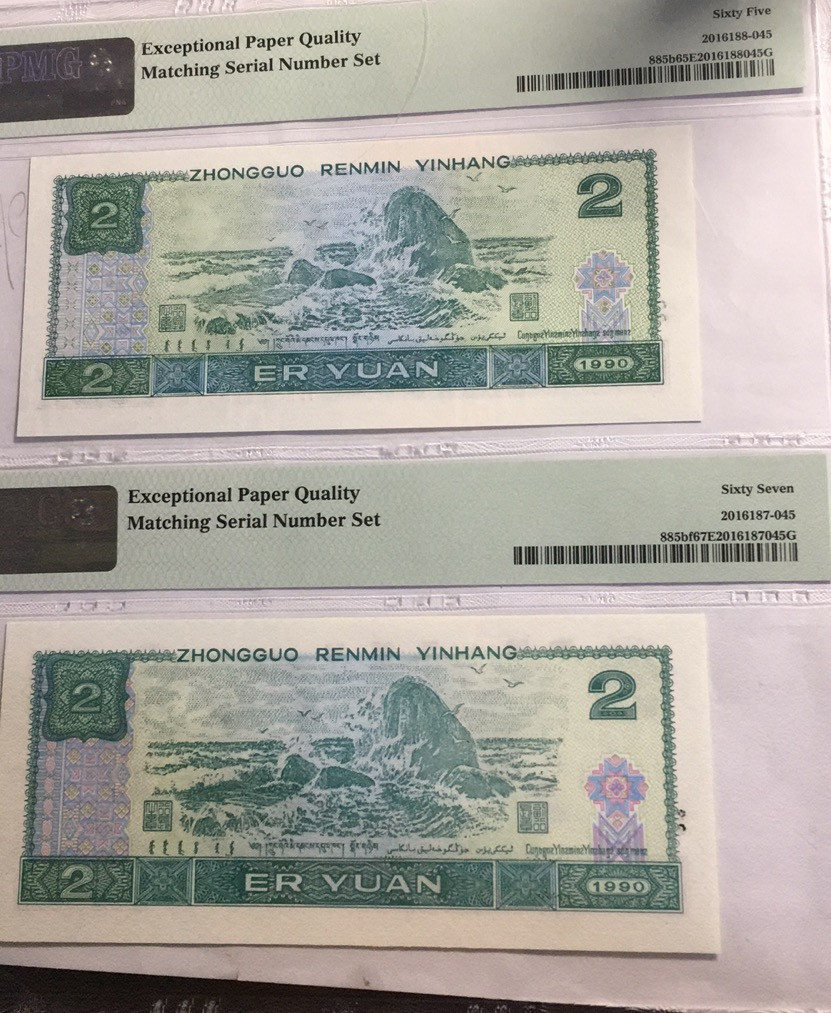 Sixty Five
PMG
Exceptional Paper Quality
Matching Serial Number Set
2016188-045
885b65E2016188045G
ZHONGGUO RENMIN YINHANG
2
2
2
ER YUAN
1990
Exceptional Paper Quality
Matching Serial Number Set
Sixty Seven
2016187-045
885bf67E2016187045G
ZHONGGUO RENMIN YINHANG
2
2
2
ER YUAN
1990